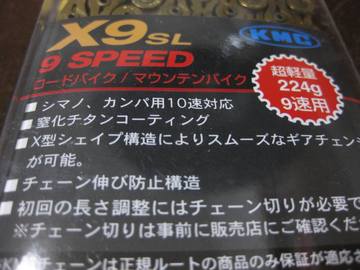 X9SL
KMC
9 SPEED
ロードバイク/マウンテンバイク
超軽量
224g
9速用
■シマノ、カンパ用10速対応
■窒化チタンコーティング
■X型シェイプ構造によりスムーズなギアチェン
が可能。
■チェーン伸び防止構造
■初回の長さ調整にはチェーン切りが必要で
※チェーン切りは事前に販売店にご確認くだ
KMCチェーンは正規ルートの商品のみ保証が適応